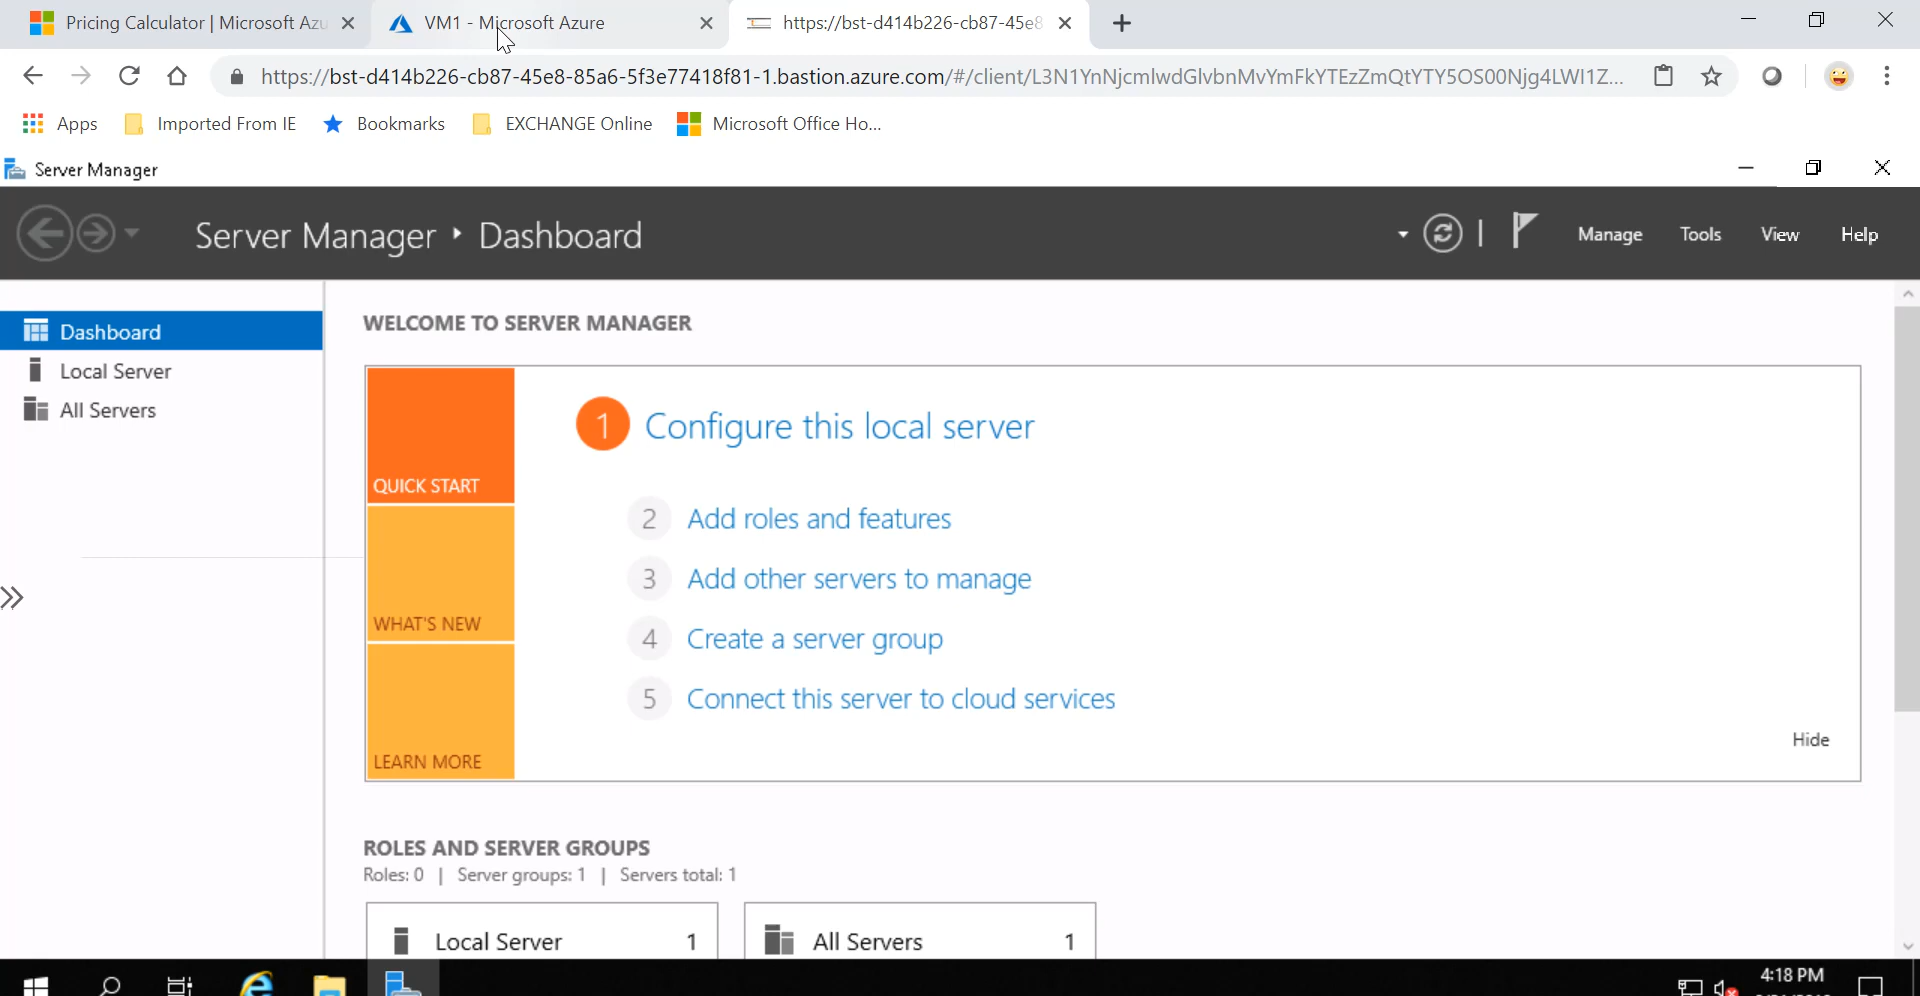 Pricing Calculator | Microsoft Azu
VM1 - Microsoft Azure
https://bst-d414b226-cb87-45e8
https://bst-d414b226-cb87-45e8-85a6-5f3e77418f81-1.bastion.azure.com/#/client/L3N1YnNjcmlwdGlvbnMvYmFkYTEzZmQtYTY5OS00Njg4LWI1Z...
Apps
Imported From IE
Bookmarks
EXCHANGE Online
Microsoft Office Ho...
Server Manager
Server Manager ‣ Dashboard
Manage
Tools
View
Help
Dashboard
Local Server
All Servers
WELCOME TO SERVER MANAGER
QUICK START
WHAT'S NEW
LEARN MORE
1 Configure this local server
2 Add roles and features
3 Add other servers to manage
4 Create a server group
5 Connect this server to cloud services
Hide
ROLES AND SERVER GROUPS
Roles: 0 | Server groups: 1 | Servers total: 1
Local Server 1
All Servers 1
4:18 PM